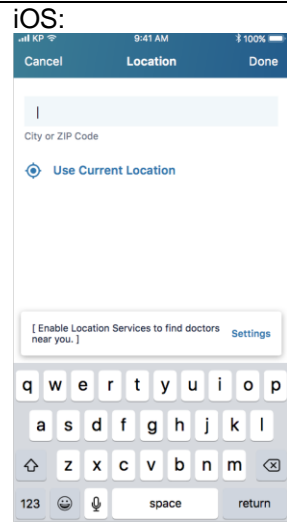 iOS:
KP 9:41 AM 100%
Cancel Location Done
City or ZIP Code
Use Current Location
[ Enable Location Services to find doctors
near you. ] Settings
q w e r t y u i o p
a s d f g h j k l
z x c v b n m
123 space return